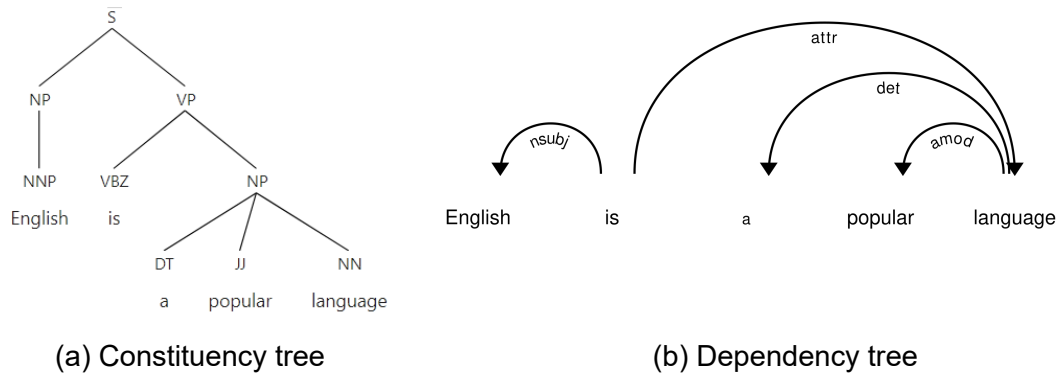 S
NP VP
NNP VBZ NP
English is
DT JJ NN
a popular language
(a) Constituency tree
attr
det
nsubj amod
English is a popular language
(b) Dependency tree